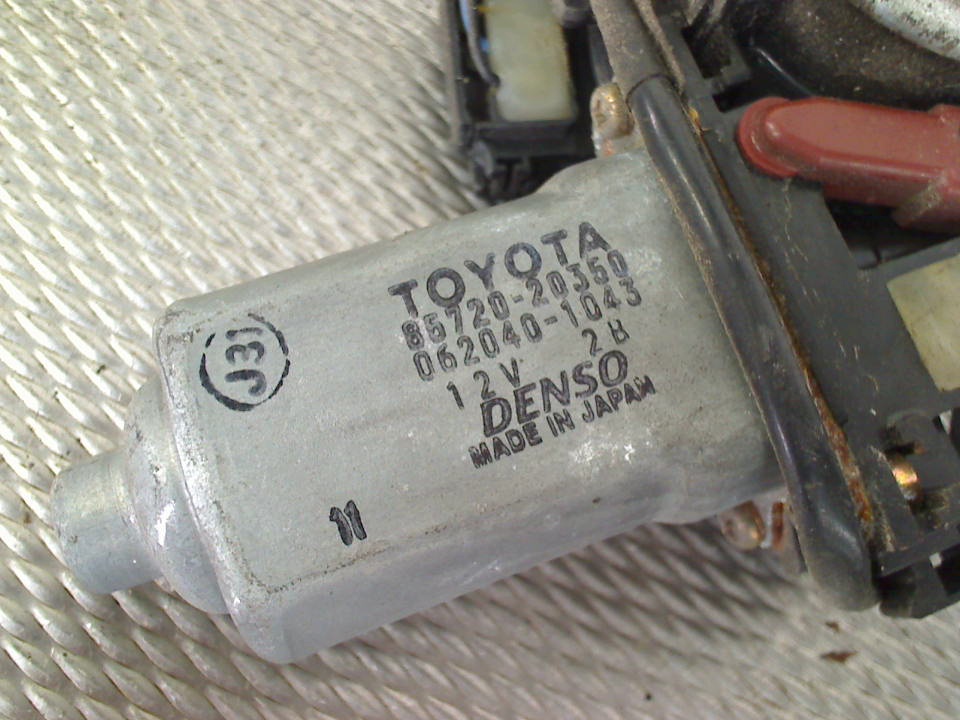 J31
TOYOTA
85720-20350
062040-1043
12V 2B
DENSO
MADE IN JAPAN
11